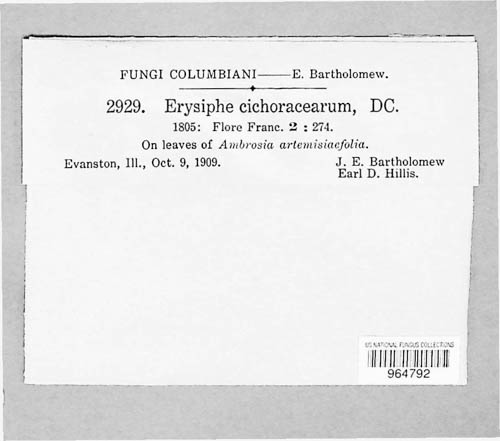 FUNGI COLUMBIANI——E. Bartholomew.
2929. Erysiphe cichoracearum, DC.
1805: Flore Franc. 2 : 274.
On leaves of Ambrosia artemisiaefolia.
Evanston, Ill., Oct. 9, 1909.
J. E. Bartholomew
Earl D. Hillis.
US NATIONAL FUNGUS COLLECTIONS
964792